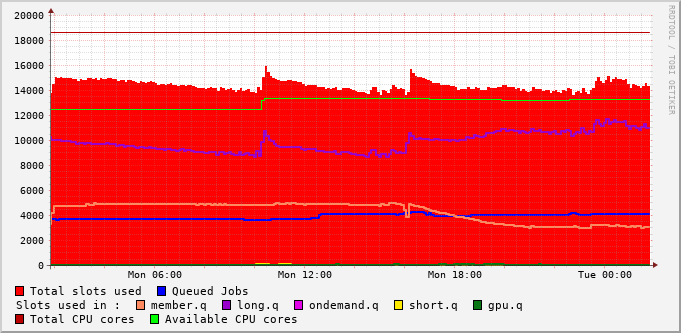 20000
18000
16000
14000
12000
10000
8000
6000
4000
2000
0
Mon 06:00 Mon 12:00 Mon 18:00 Tue 00:00
RRDTOOL / TOBI OETIKER
Total slots used Queued Jobs
Slots used in : member.q long.q ondemand.q short.q gpu.q
Total CPU cores Available CPU cores